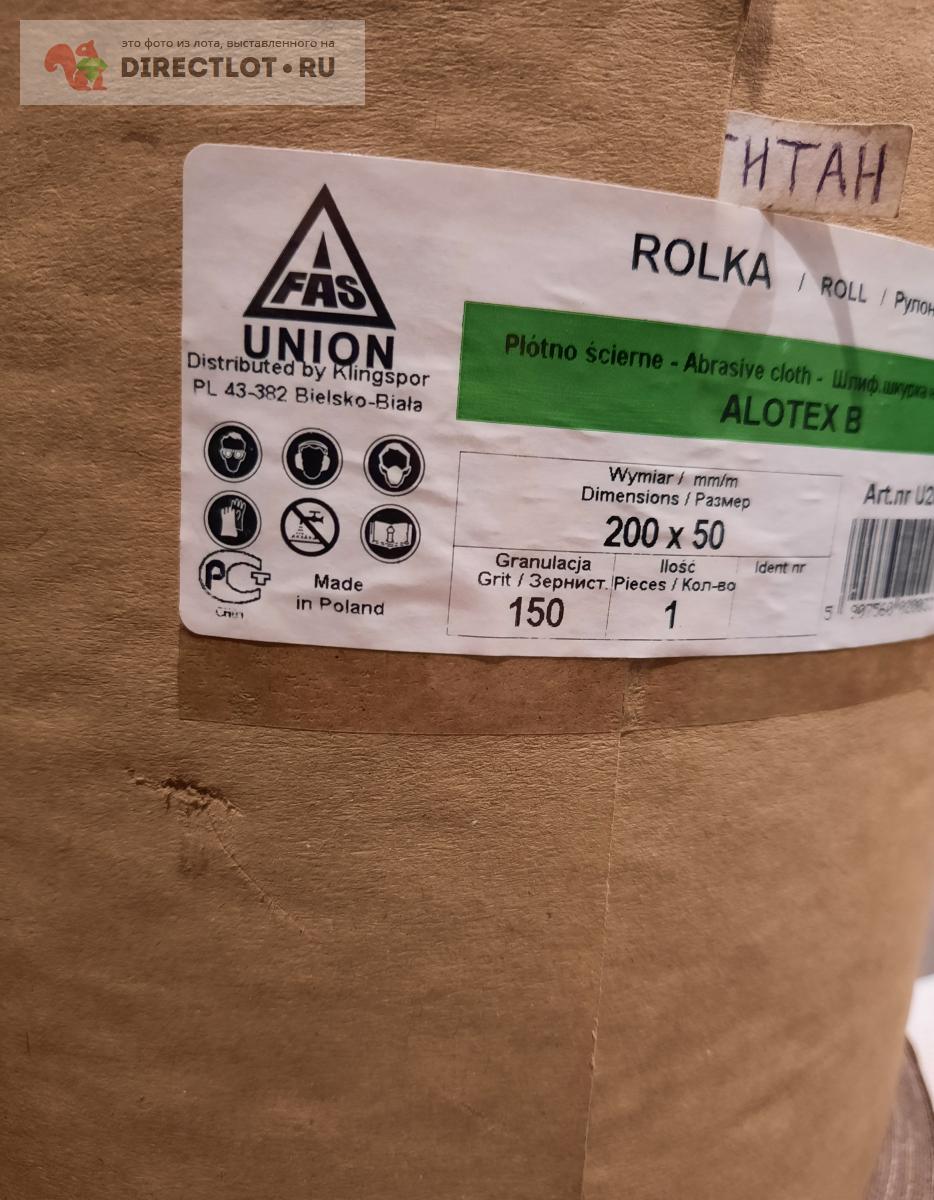 это фото из лота, выставленного на
DIRECTLOT•RU
НТАН
FAS
UNION
Distributed by Klingspor
PL 43-382 Bielsko-Biała
ROLKA / ROLL / Рулон
Płótno ścierne - Abrasive cloth - Шлиф.шкурка
ALOTEX B
Wymiar / mm/m
Dimensions / Размер
200 x 50
Art.nr
Granulacja
Grit / Зернист.
150
Ilość
Pieces / Кол-во
1
Ident nr
РСТ
Made
in Poland